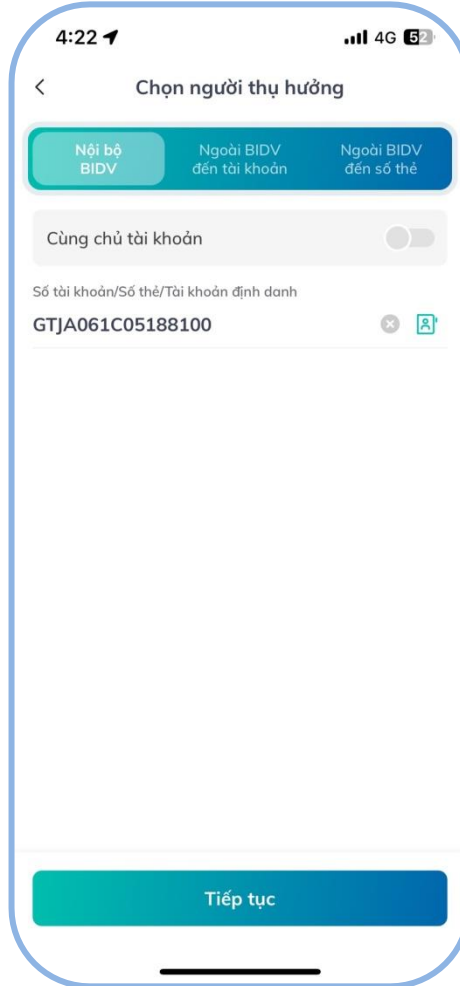 4:22
4G 52
Chọn người thụ hưởng
Nội bộ BIDV
Ngoài BIDV đến tài khoản
Ngoài BIDV đến số thẻ
Cùng chủ tài khoản
Số tài khoản/Số thẻ/Tài khoản định danh
GTJA061C05188100
Tiếp tục